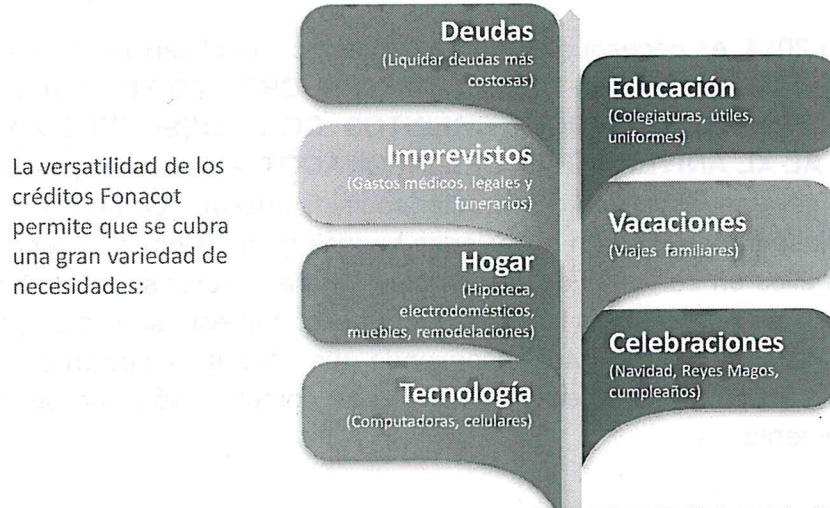 La versatilidad de los
créditos Fonacot
permite que se cubra
una gran variedad de
necesidades:
Deudas
(Liquidar deudas más
costosas)
Educación
(Colegiaturas, útiles,
uniformes)
Imprevistos
(Gastos médicos, legales y
funerarios)
Vacaciones
(Viajes familiares)
Hogar
(Hipoteca,
electrodomésticos,
muebles, remodelaciones)
Celebraciones
(Navidad, Reyes Magos,
cumpleaños)
Tecnología
(Computadoras, celulares)